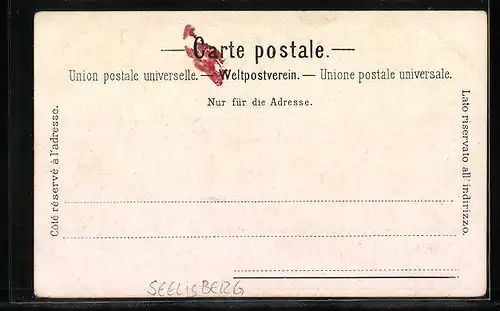 — Carte postale. —
Union postale universelle. — Weltpostverein. — Unione postale universale.
Nur für die Adresse.
Côté réservé à l'adresse.
Lato riservato all' indirizzo.
SEELISBERG